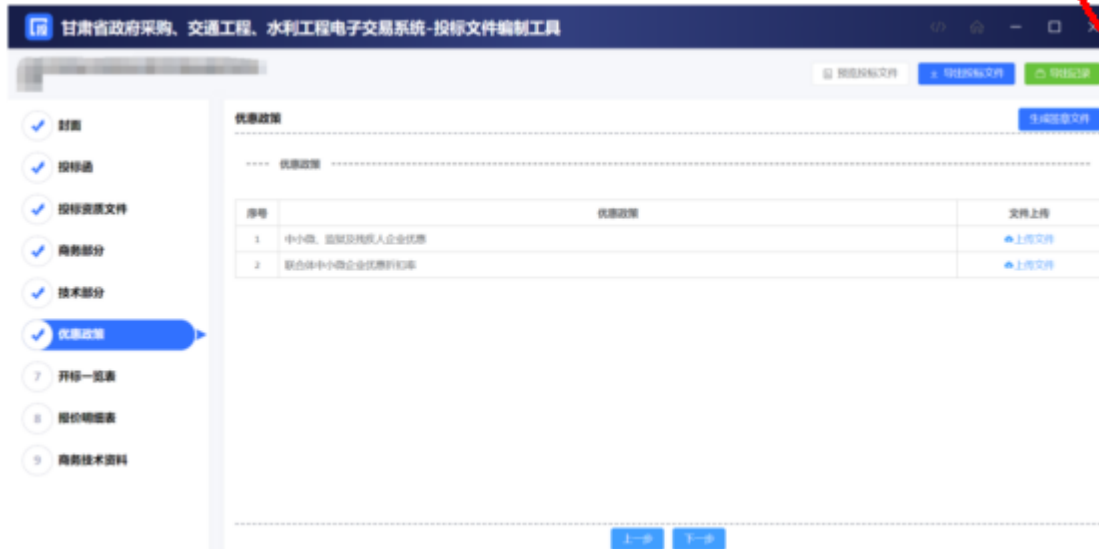 甘肃省政府采购、交通工程、水利工程电子交易系统-投标文件编制工具
预览投标文件 导出投标文件 导出记录
封面
投标函
投标资质文件
商务部分
技术部分
优惠政策
7 开标一览表
8 报价明细表
9 商务技术资料
优惠政策 生成签章文件
优惠政策
序号 优惠政策 文件上传
1 中小微、监狱及残疾人企业优惠 上传文件
2 联合体中小微企业优惠折扣率 上传文件
上一步 下一步